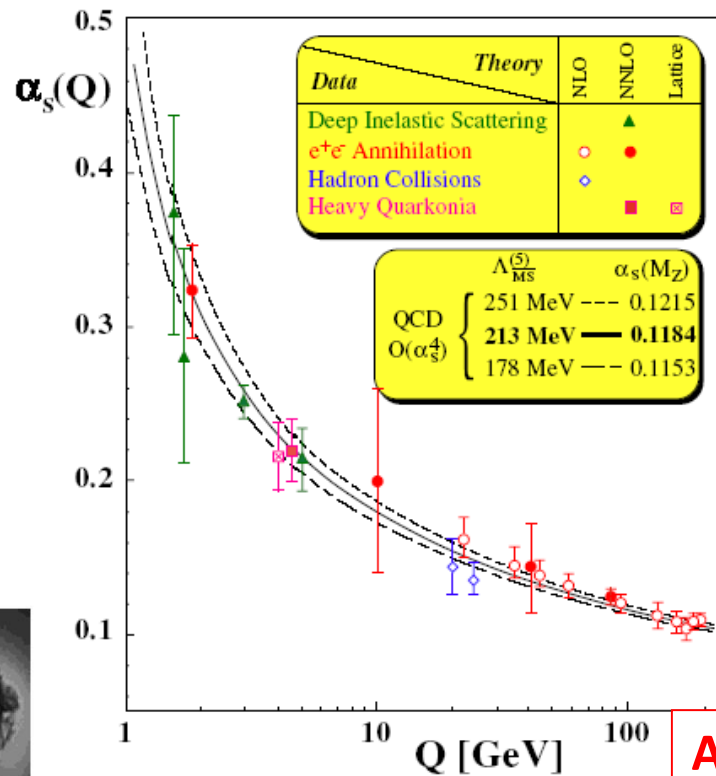 0.5
αs(Q)
Data Theory NLO NNLO Lattice
Deep Inelastic Scattering
e⁺e⁻ Annihilation
Hadron Collisions
Heavy Quarkonia
0.4
Λ(5)MS αs(MZ)
QCD O(αs⁴)
251 MeV 0.1215
213 MeV 0.1184
178 MeV 0.1153
0.3
0.2
0.1
1 10 100
Q [GeV]
A